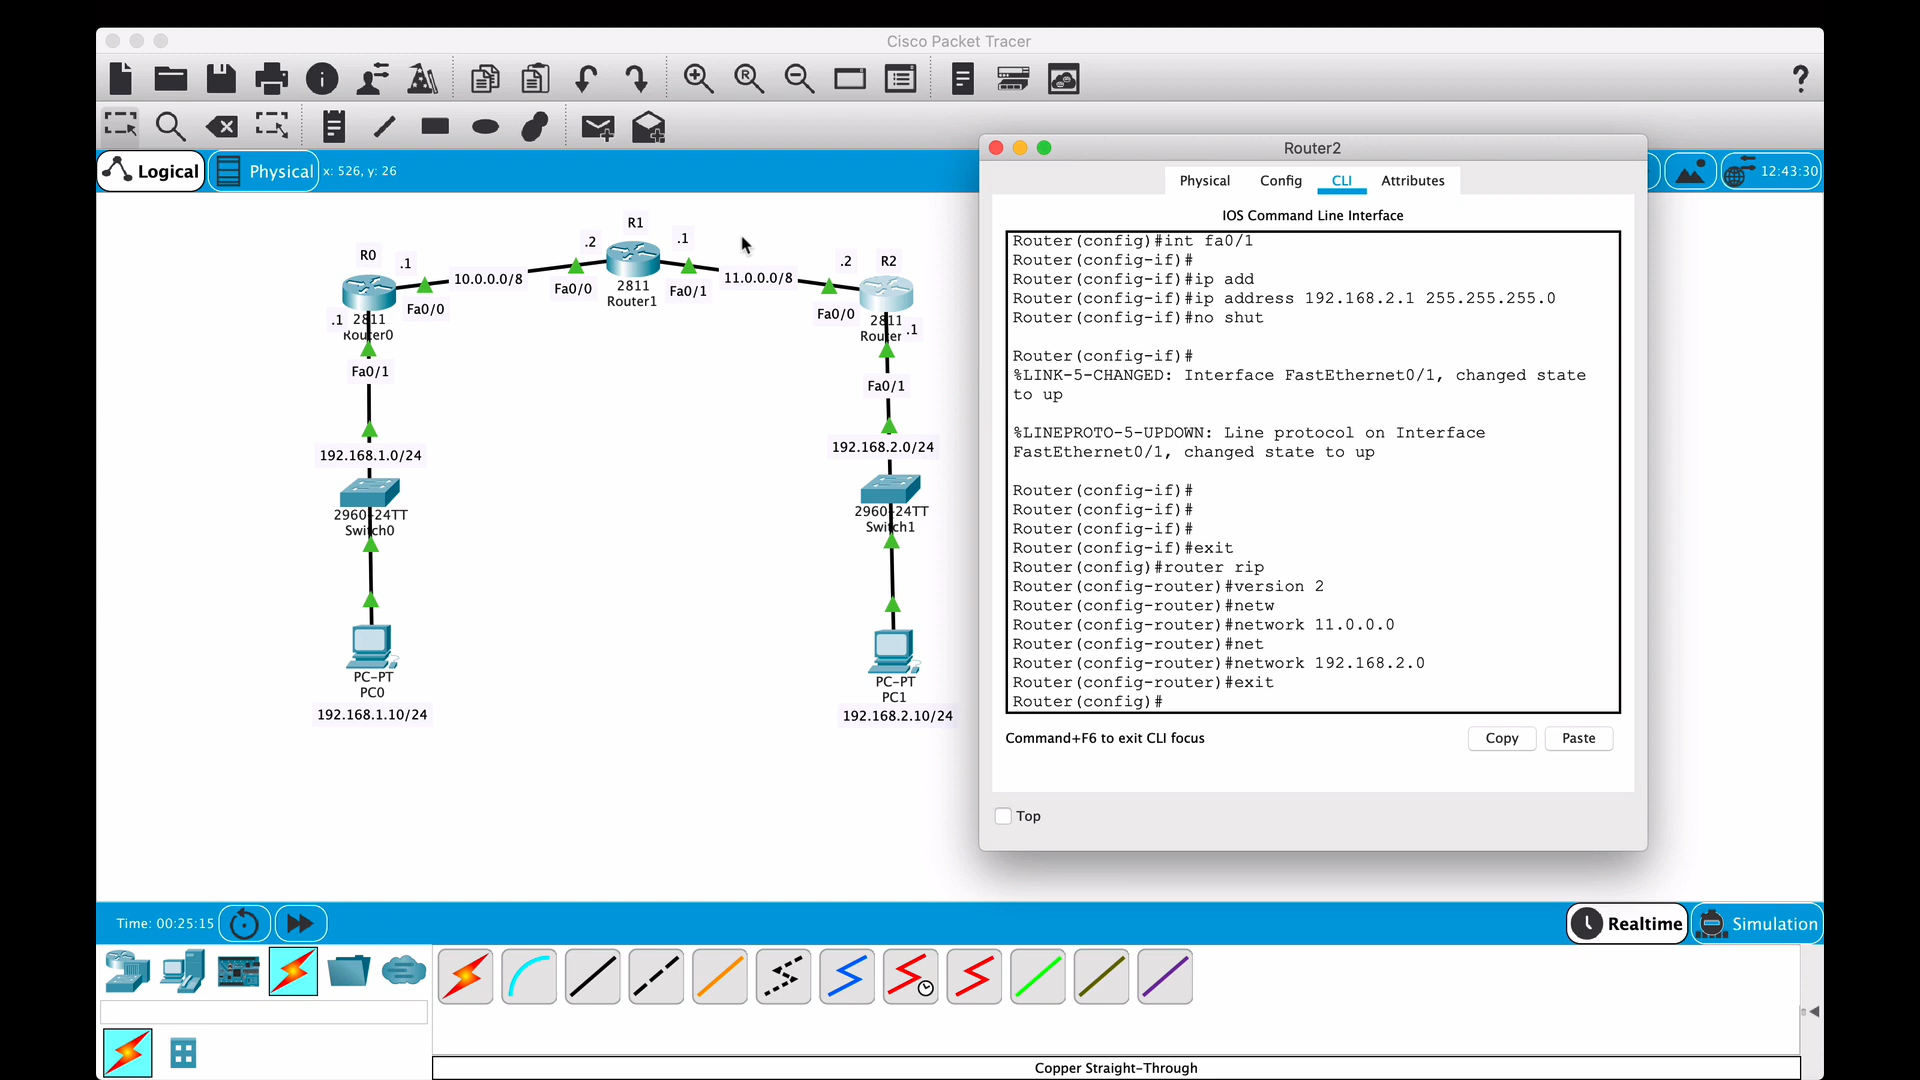 Cisco Packet Tracer
Logical
Physical
x: 526, y: 26
12:43:30
R1
.2
.1
R0
.1
10.0.0.0/8
11.0.0.0/8
.2
R2
Fa0/0
Fa0/0
2811
Router1
Fa0/1
Fa0/0
.1
2811
Router0
2811
Router
.1
Fa0/1
Fa0/1
192.168.1.0/24
192.168.2.0/24
2960-24TT
Switch0
2960-24TT
Switch1
PC-PT
PC0
192.168.1.10/24
PC-PT
PC1
192.168.2.10/24
Router2
Physical
Config
CLI
Attributes
IOS Command Line Interface
Router(config)#int fa0/1
Router(config-if)#
Router(config-if)#ip add
Router(config-if)#ip address 192.168.2.1 255.255.255.0
Router(config-if)#no shut
Router(config-if)#
%LINK-5-CHANGED: Interface FastEthernet0/1, changed state
to up
%LINEPROTO-5-UPDOWN: Line protocol on Interface
FastEthernet0/1, changed state to up
Router(config-if)#
Router(config-if)#
Router(config-if)#
Router(config-if)#exit
Router(config)#router rip
Router(config-router)#version 2
Router(config-router)#netw
Router(config-router)#network 11.0.0.0
Router(config-router)#net
Router(config-router)#network 192.168.2.0
Router(config-router)#exit
Router(config)#
Command+F6 to exit CLI focus
Copy
Paste
Top
Time: 00:25:15
Realtime
Simulation
Copper Straight-Through